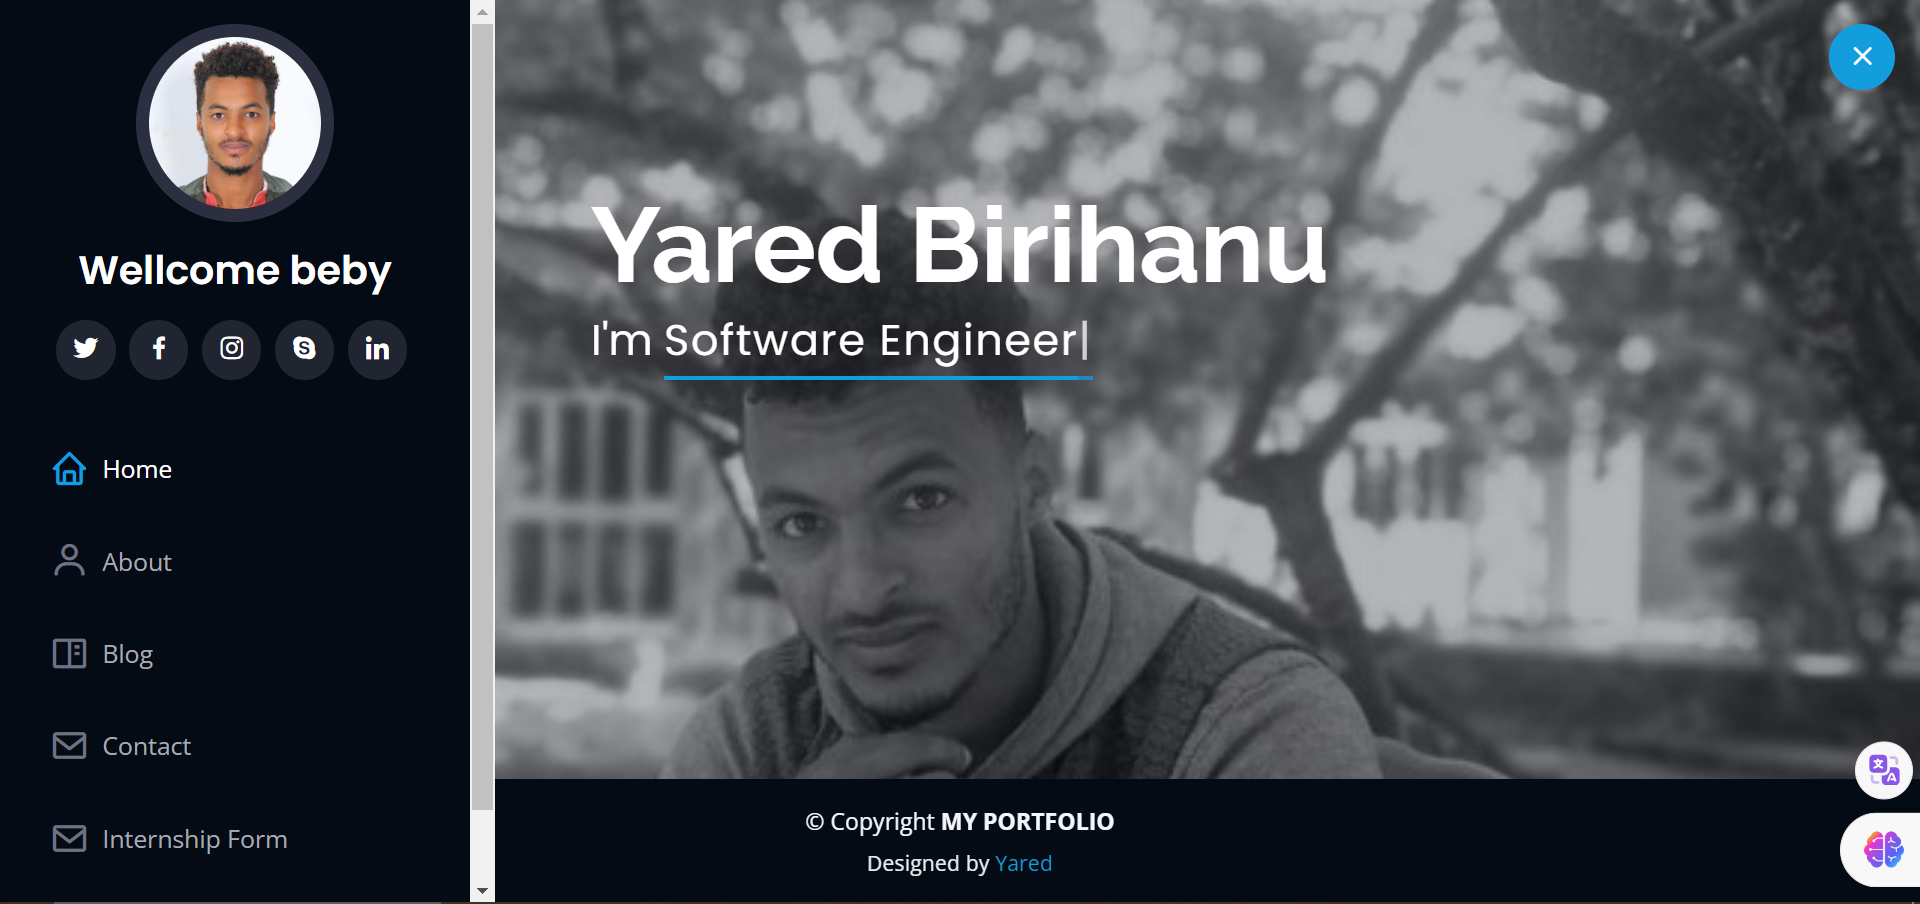 Wellcome beby
Home
About
Blog
Contact
Internship Form
Yared Birihanu
I'm Software Engineer|
© Copyright MY PORTFOLIO
Designed by Yared